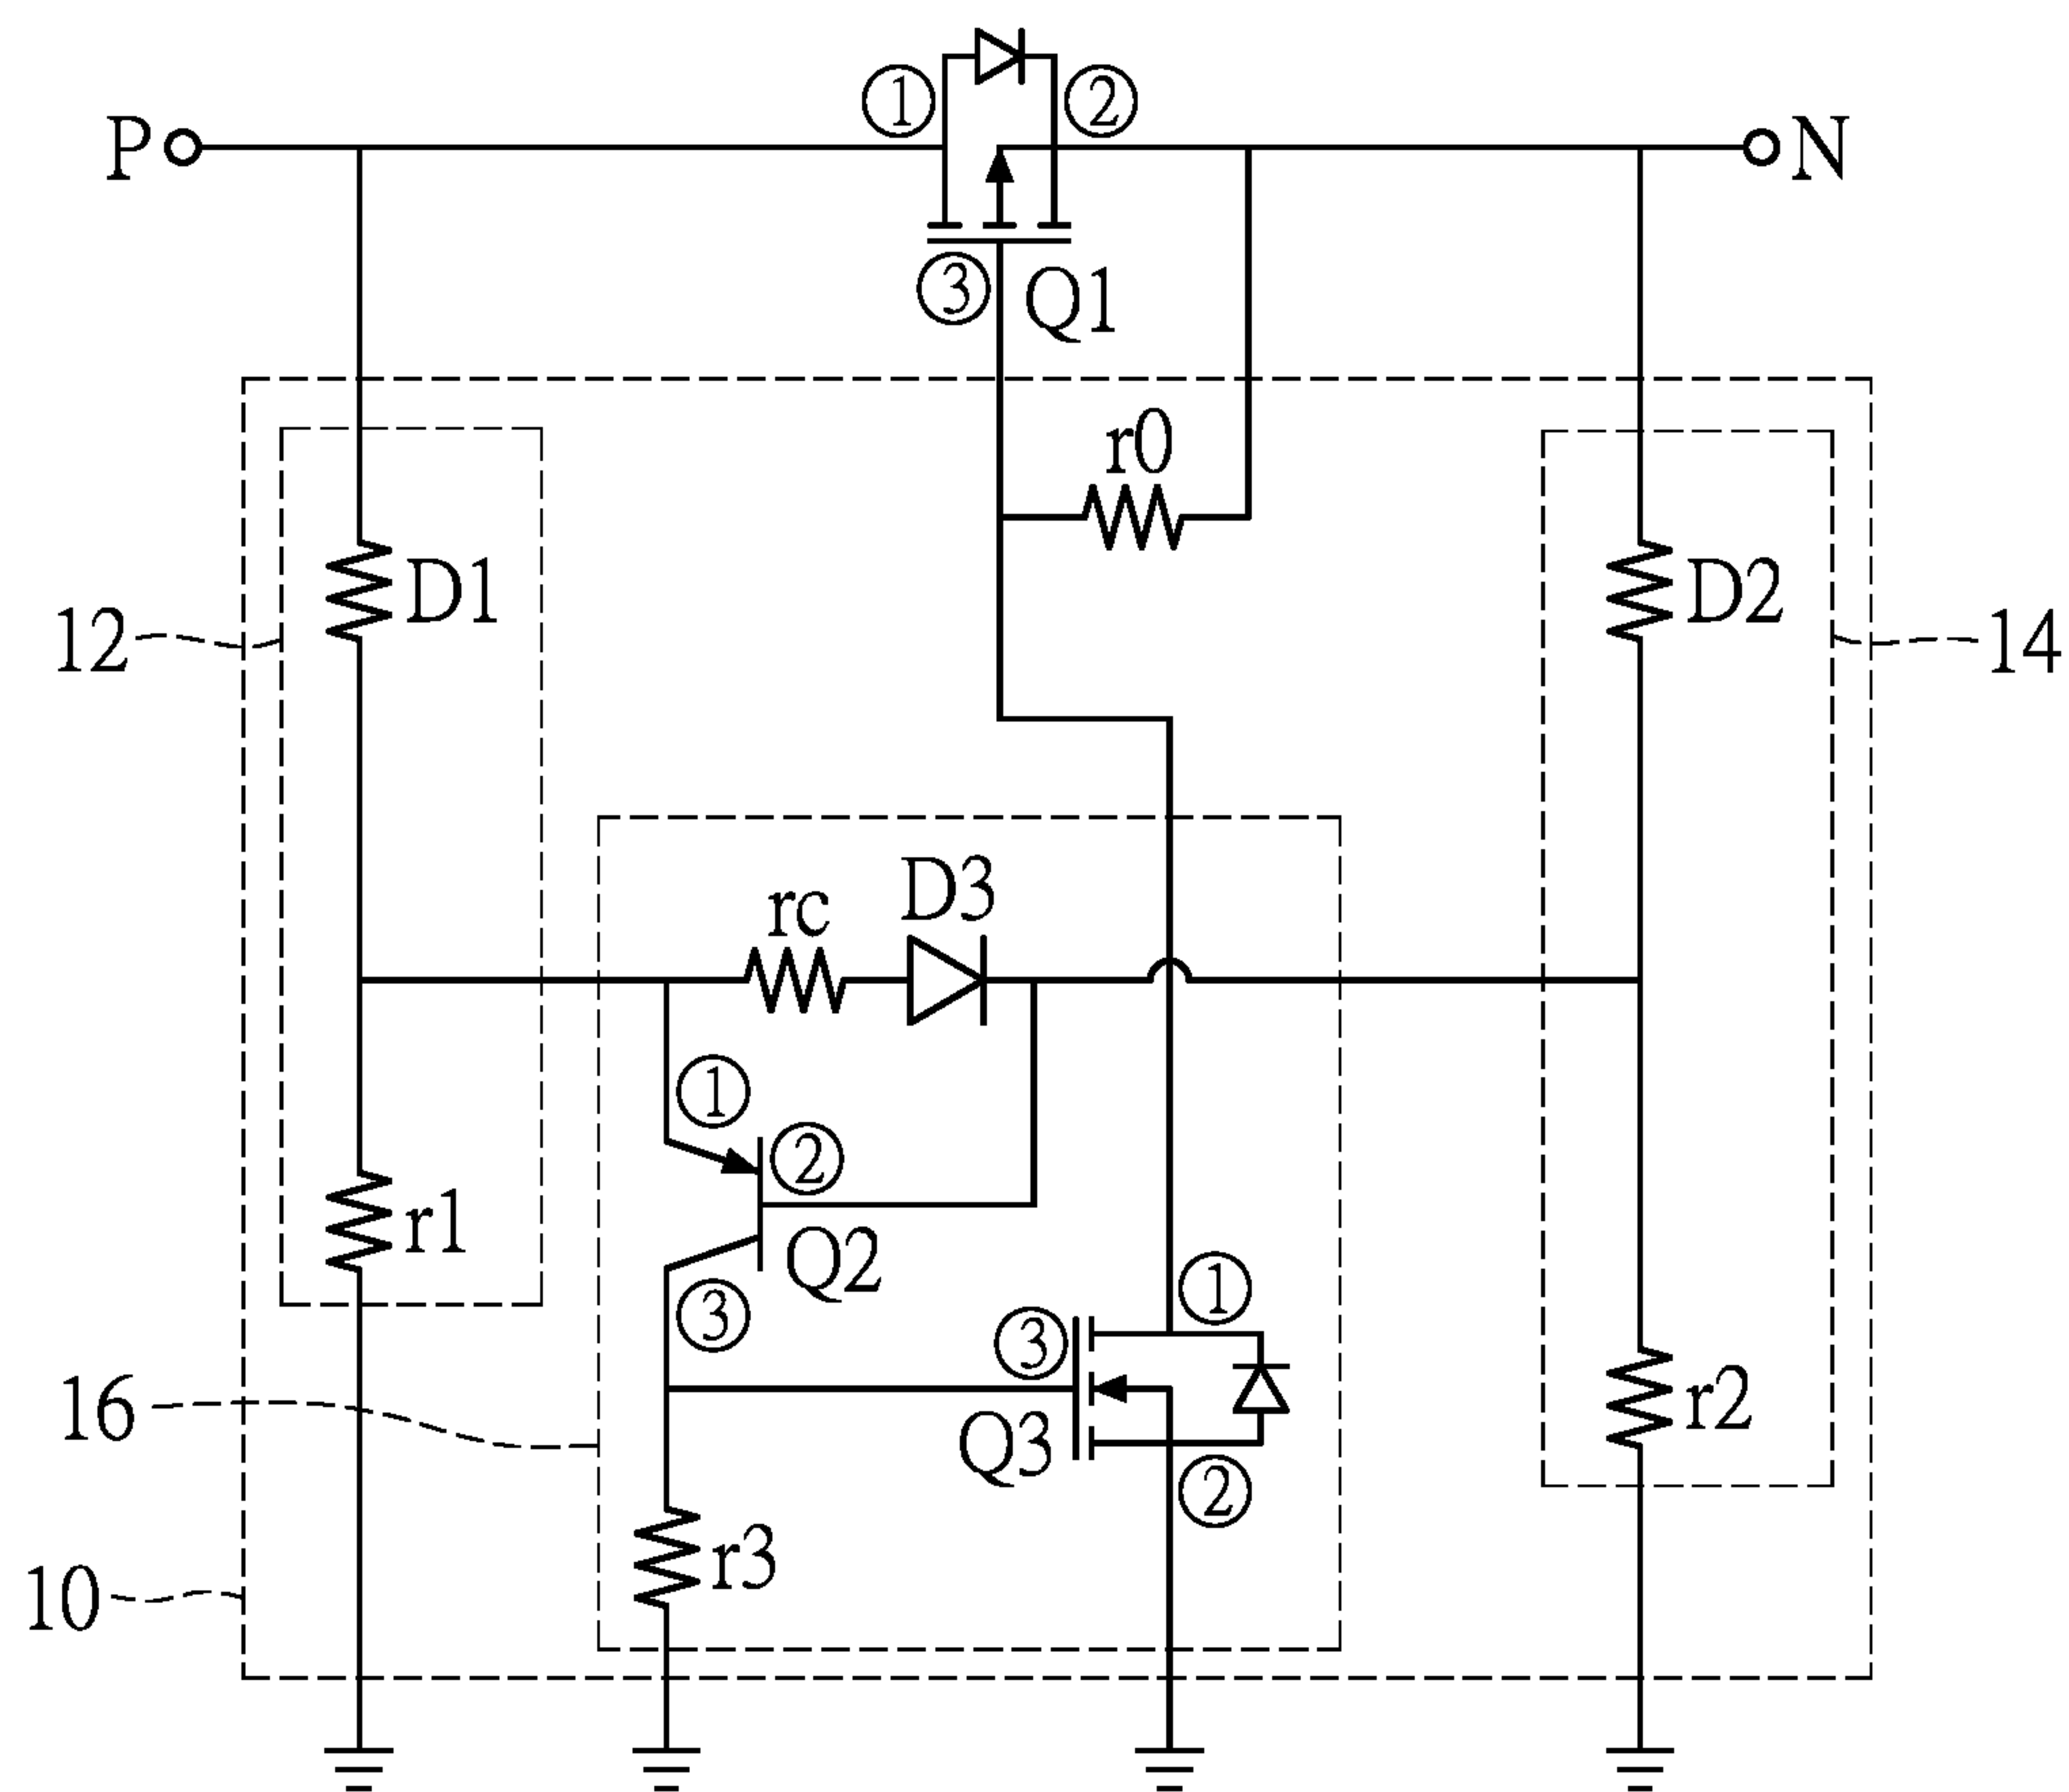 ① ②
P N
③ Q1
r0
D1 D2
12 14
D3
rc
①
②
r1 Q2
③ ①
③
16 Q3 r2
②
r3
10